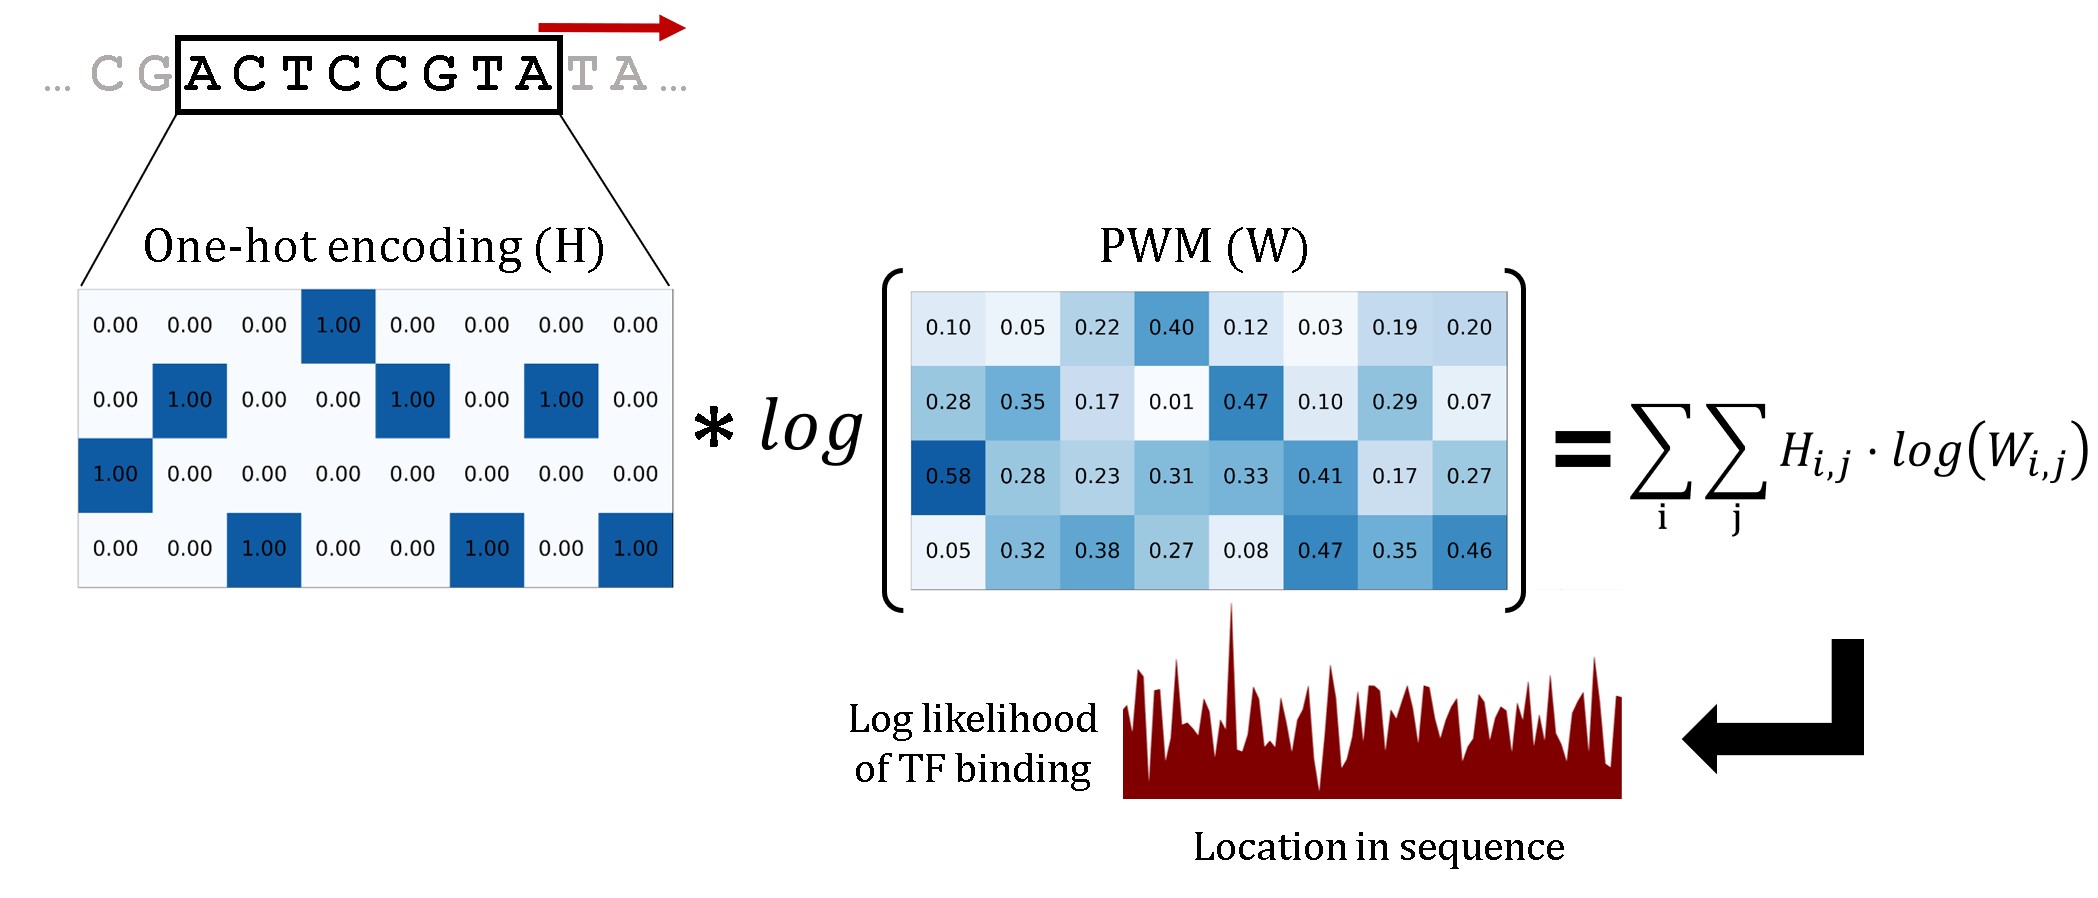 ... C G A C T C C G T A T A ...
One-hot encoding (H)
0.00 0.00 0.00 1.00 0.00 0.00 0.00 0.00
0.00 1.00 0.00 0.00 1.00 0.00 1.00 0.00
1.00 0.00 0.00 0.00 0.00 0.00 0.00 0.00
0.00 0.00 1.00 0.00 0.00 1.00 0.00 1.00
* log
PWM (W)
0.10 0.05 0.22 0.40 0.12 0.03 0.19 0.20
0.28 0.35 0.17 0.01 0.47 0.10 0.29 0.07
0.58 0.28 0.23 0.31 0.33 0.41 0.17 0.27
0.05 0.32 0.38 0.27 0.08 0.47 0.35 0.46
= ∑i ∑j Hi,j · log(Wi,j)
Log likelihood
of TF binding
Location in sequence